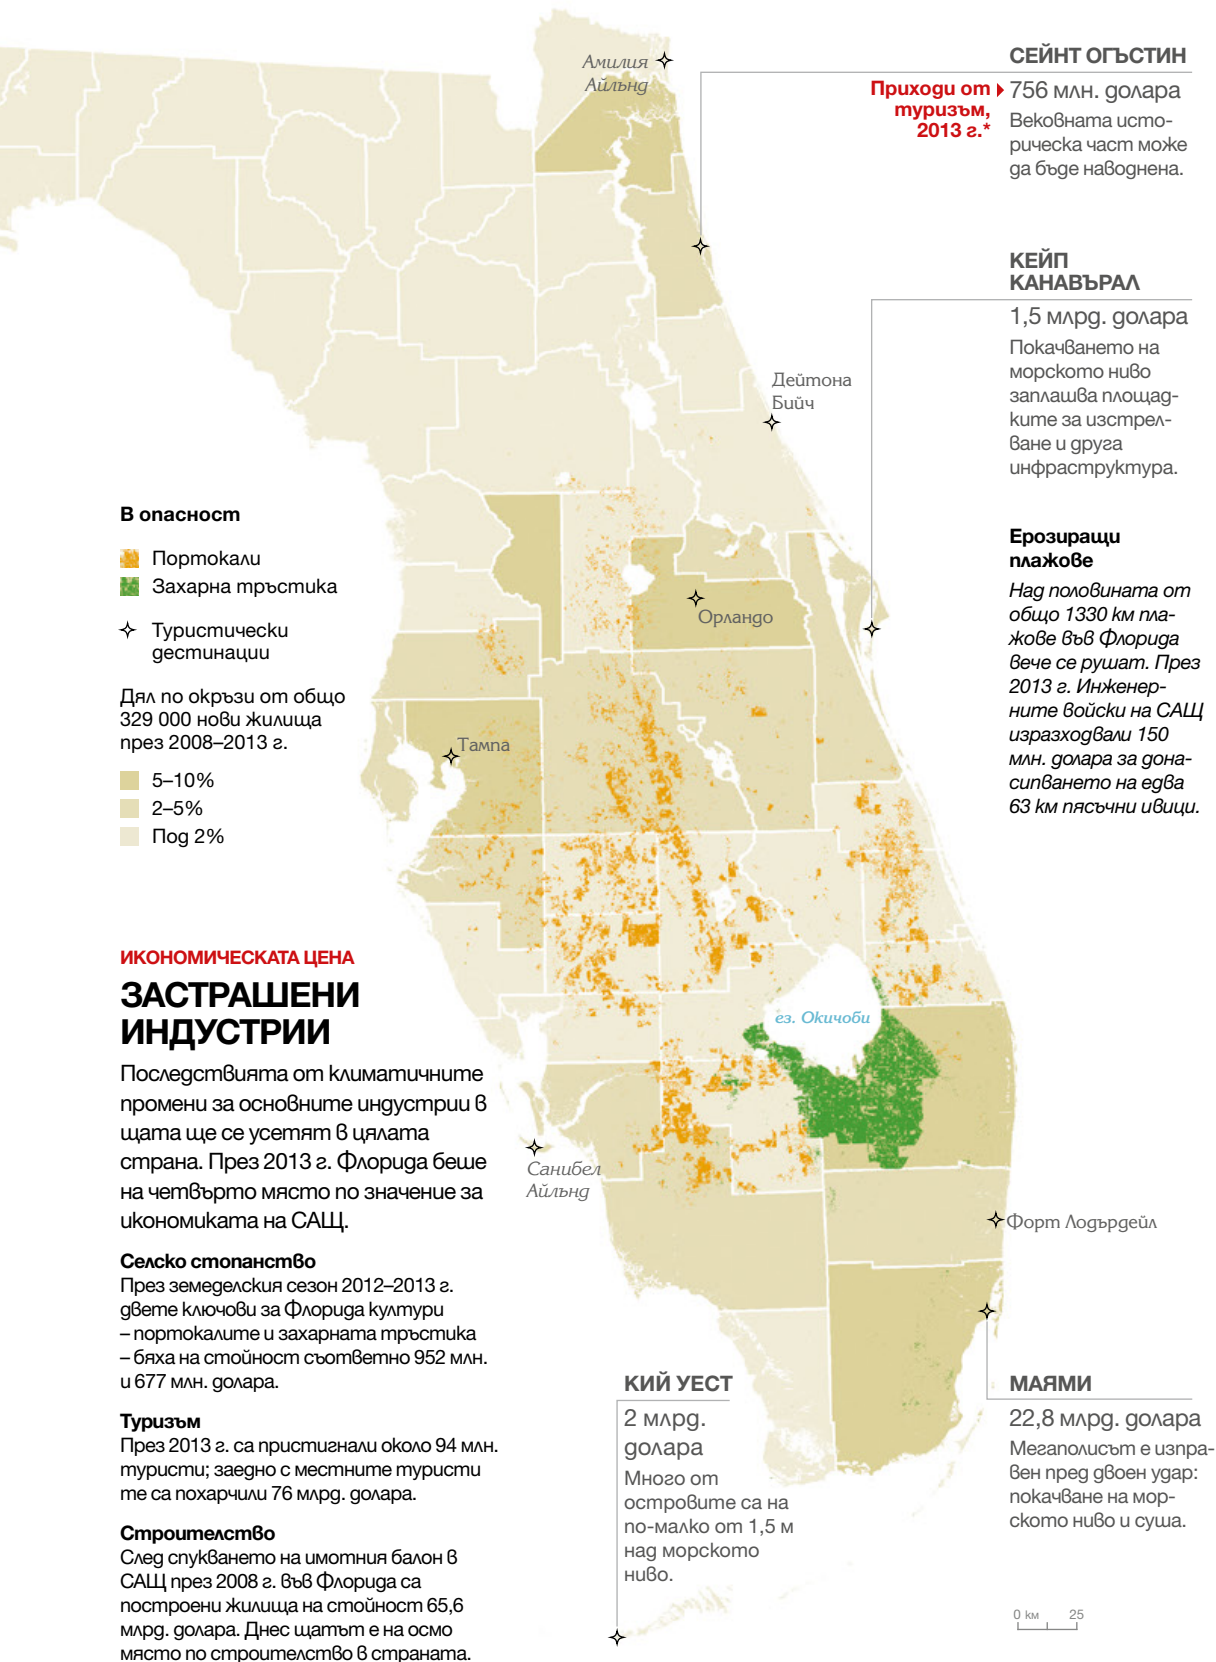 Амилия
Айлънд
СЕЙНТ ОГЪСТИН
Приходи от
туризъм,
2013 г.*
756 млн. долара
Вековната исто-
рическа част може
да бъде наводнена.
КЕЙП
КАНАВЪРАЛ
1,5 млрд. долара
Покачването на
морското ниво
заплашва площад-
ките за изстрел-
ване и друга
инфраструктура.
Дейтона
Бийч
Ерозиращи
плажове
Над половината от
общо 1330 км пла-
жове във Флорида
вече се рушат. През
2013 г. Инженер-
ните войски на САЩ
изразходвали 150
млн. долара за дона-
сипването на едва
63 км пясъчни ивици.
В опасност
Портокали
Захарна тръстика
Туристически
дестинации
Дял по окръзи от общо
329 000 нови жилища
през 2008–2013 г.
5–10%
2–5%
Под 2%
Орландо
Тампа
ез. Окичоби
Санибел
Айлънд
Форт Лодърдейл
ИКОНОМИЧЕСКАТА ЦЕНА
ЗАСТРАШЕНИ
ИНДУСТРИИ
Последствията от климатичните
промени за основните индустрии в
щата ще се усетят в цялата
страна. През 2013 г. Флорида беше
на четвърто място по значение за
икономиката на САЩ.
Селско стопанство
През земеделския сезон 2012–2013 г.
двете ключови за Флорида култури
– портокалите и захарната тръстика
– бяха на стойност съответно 952 млн.
и 677 млн. долара.
Туризъм
През 2013 г. са пристигнали около 94 млн.
туристи; заедно с местните туристи
те са похарчили 76 млрд. долара.
Строителство
След спукването на имотния балон в
САЩ през 2008 г. във Флорида са
построени жилища на стойност 65,6
млрд. долара. Днес щатът е на осмо
място по строителство в страната.
КИЙ УЕСТ
2 млрд.
долара
Много от
островите са на
по-малко от 1,5 м
над морското
ниво.
МАЯМИ
22,8 млрд. долара
Мегаполисът е изпра-
вен пред двоен удар:
покачване на мор-
ското ниво и суша.
0 км 25